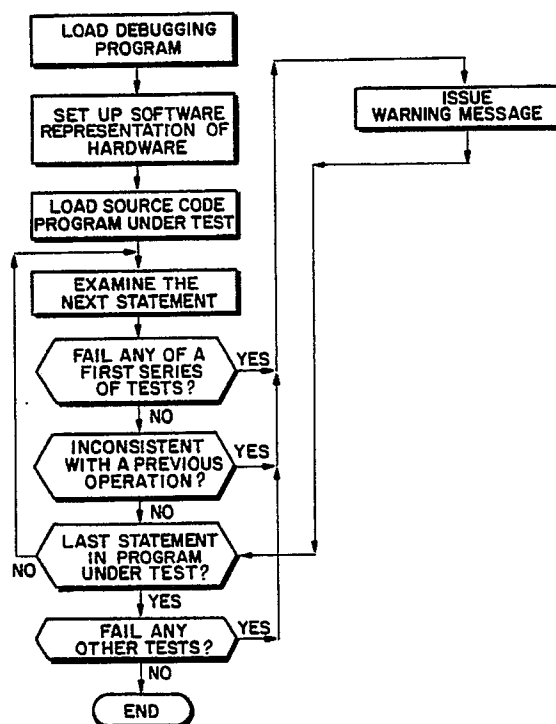 LOAD DEBUGGING
PROGRAM
SET UP SOFTWARE
REPRESENTATION OF
HARDWARE
LOAD SOURCE CODE
PROGRAM UNDER TEST
EXAMINE THE
NEXT STATEMENT
FAIL ANY OF A
FIRST SERIES
OF TESTS?
YES
NO
INCONSISTENT
WITH A PREVIOUS
OPERATION?
YES
NO
LAST STATEMENT
IN PROGRAM
UNDER TEST?
NO
YES
FAIL ANY
OTHER TESTS?
YES
NO
END
ISSUE
WARNING MESSAGE